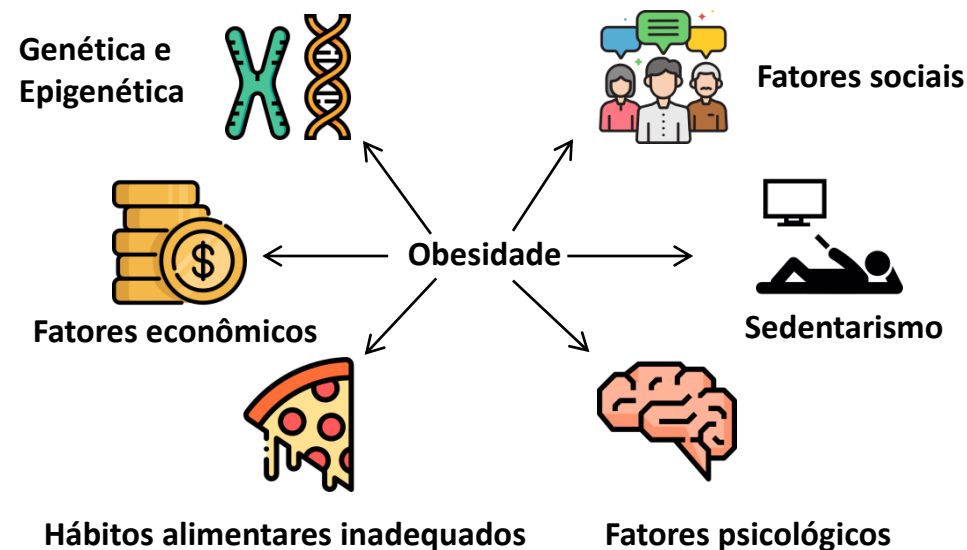 Genética e
Epigenética
Fatores sociais
$
Obesidade
Fatores econômicos
Sedentarismo
Hábitos alimentares inadequados
Fatores psicológicos